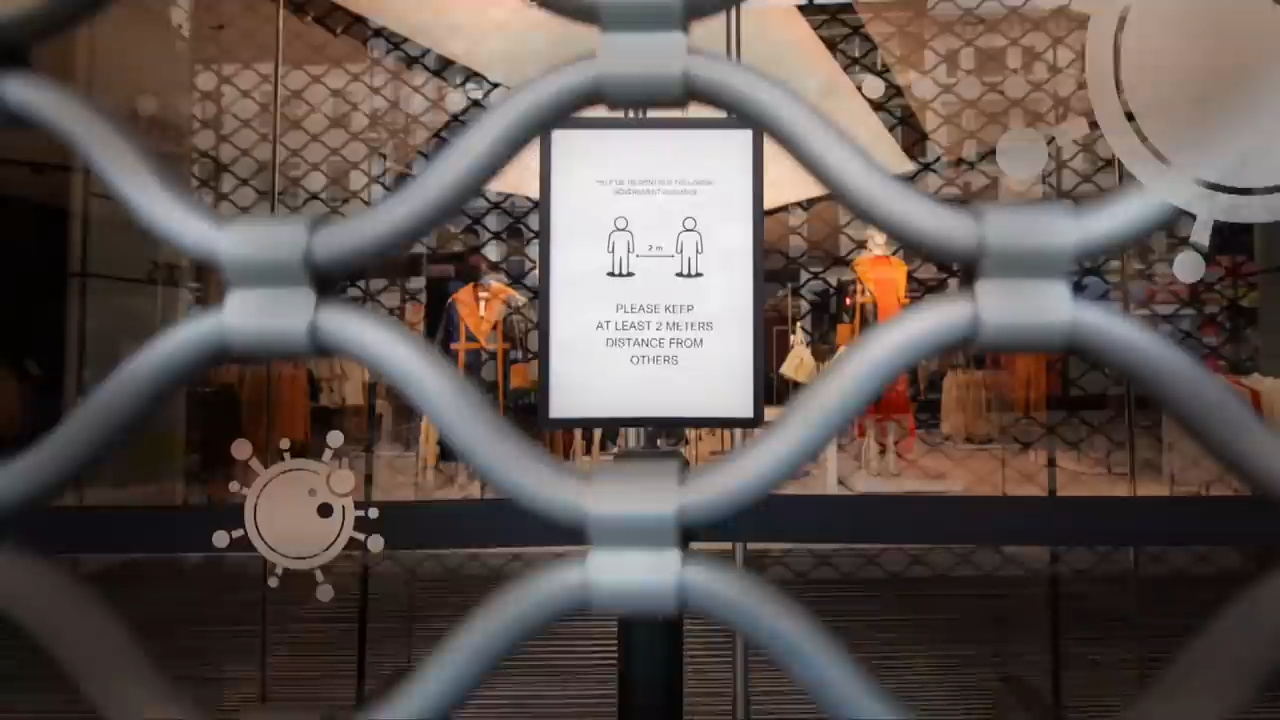 2 m
PLEASE KEEP
AT LEAST 2 METERS
DISTANCE FROM
OTHERS